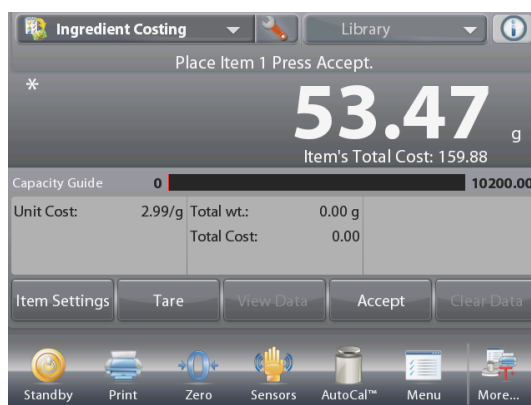 Ingredient Costing
Library
Place Item 1 Press Accept.
*
53.47 g
Item's Total Cost: 159.88
Capacity Guide 0 10200.00
Unit Cost: 2.99/g Total wt.: 0.00 g
Total Cost: 0.00
Item Settings Tare View Data Accept Clear Data
Standby Print Zero Sensors AutoCal™ Menu More...